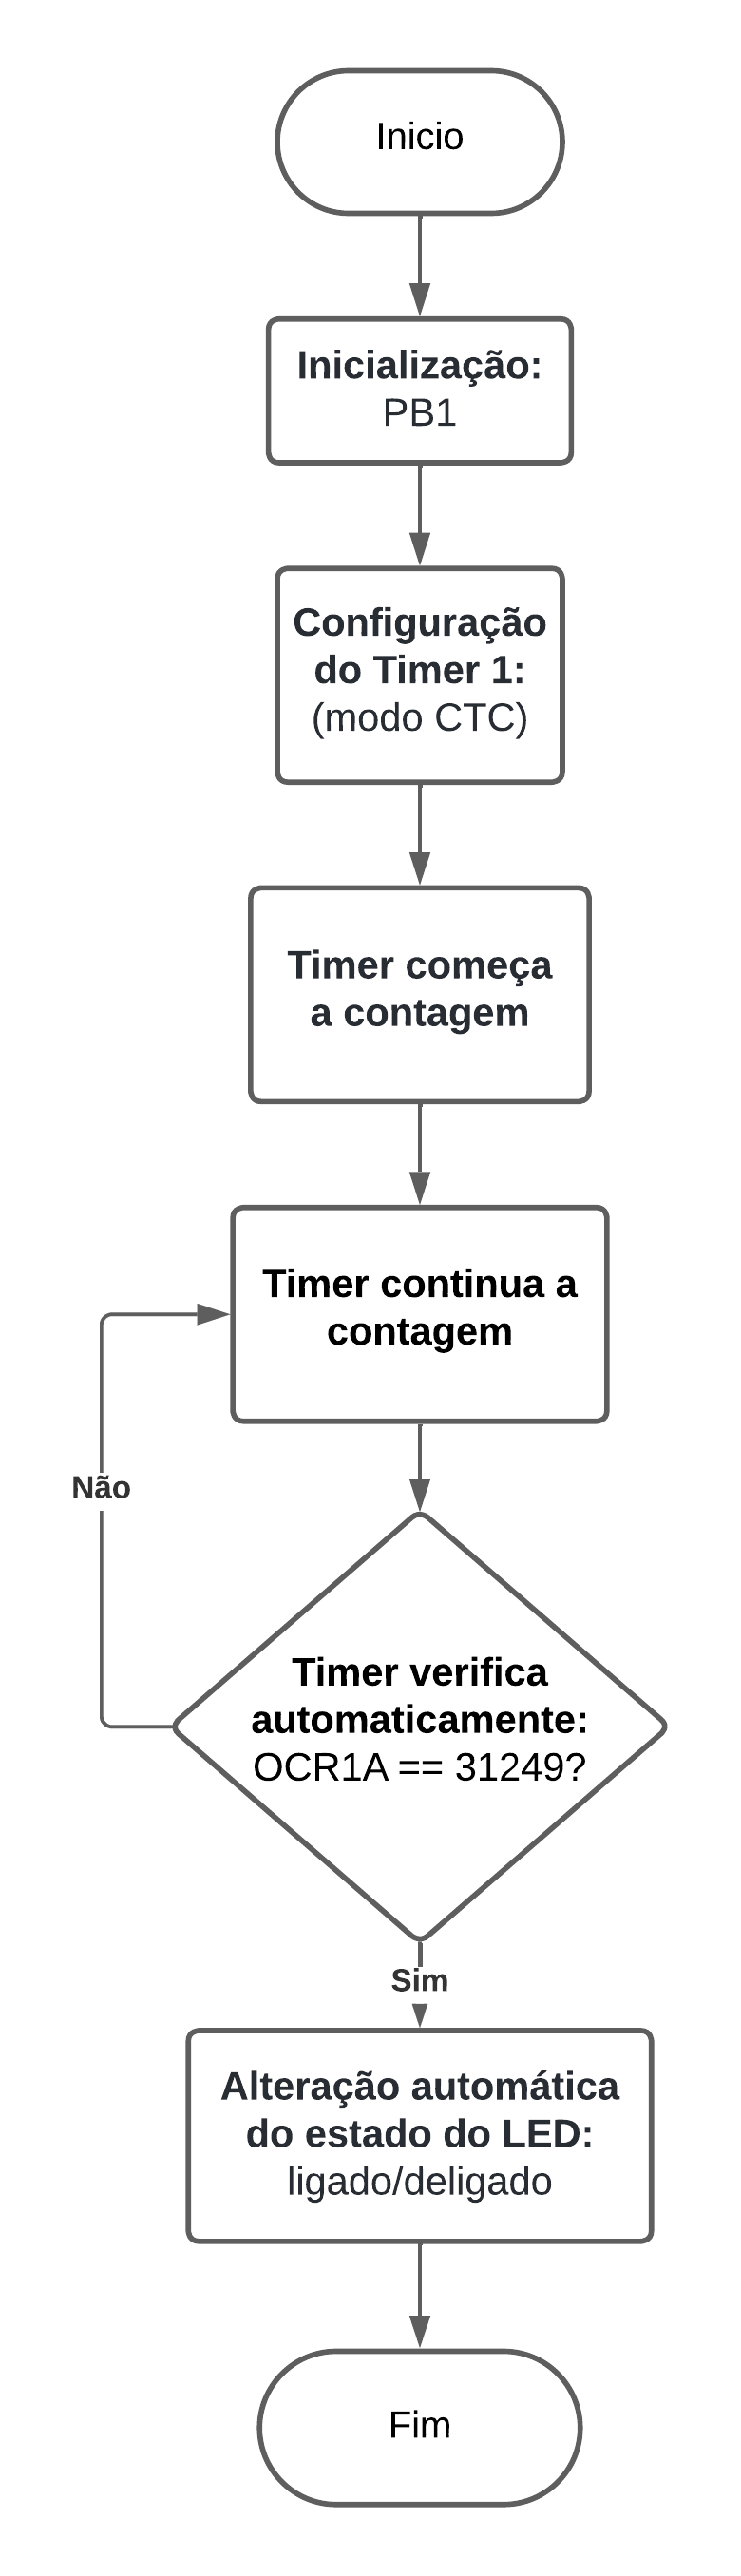 Inicio
Inicialização:
PB1
Configuração
do Timer 1:
(modo CTC)
Timer começa
a contagem
Timer continua a
contagem
Não
Timer verifica
automaticamente:
OCR1A == 31249?
Sim
Alteração automática
do estado do LED:
ligado/deligado
Fim